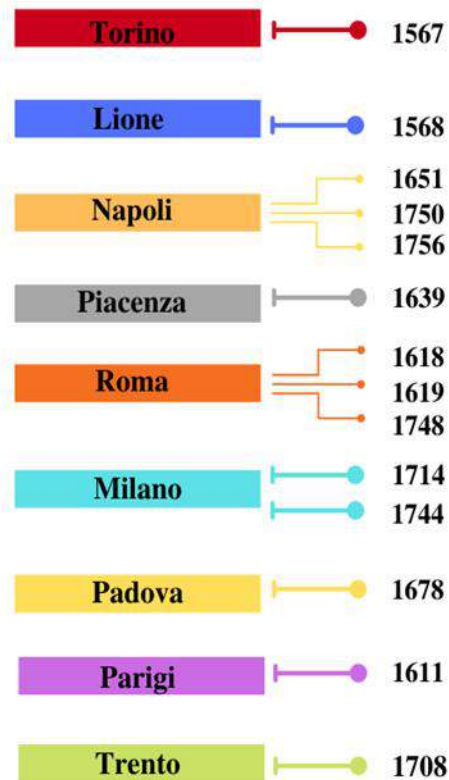 Torino 1567
Lione 1568
1651
Napoli 1750
1756
Piacenza 1639
1618
Roma 1619
1748
1714
Milano
1744
Padova 1678
Parigi 1611
Trento 1708